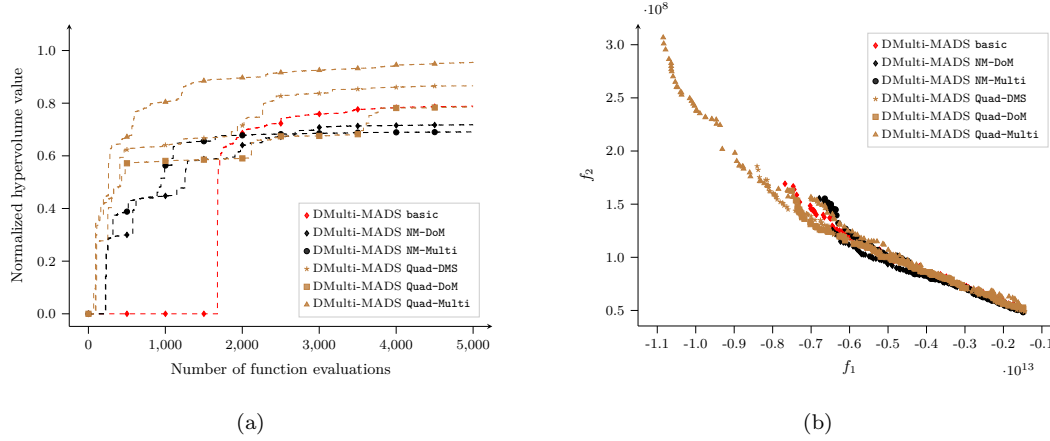 1.0
0.8
0.6
0.4
0.2
0.0
Normalized hypervolume value
DMulti-MADS basic
DMulti-MADS NM-DoM
DMulti-MADS NM-Multi
DMulti-MADS Quad-DMS
DMulti-MADS Quad-DoM
DMulti-MADS Quad-Multi
0 1,000 2,000 3,000 4,000 5,000
Number of function evaluations
(a)
·10^8
3.0
2.5
2.0
1.5
1.0
0.5
f_2
DMulti-MADS basic
DMulti-MADS NM-DoM
DMulti-MADS NM-Multi
DMulti-MADS Quad-DMS
DMulti-MADS Quad-DoM
DMulti-MADS Quad-Multi
-1.1 -1.0 -0.9 -0.8 -0.7 -0.6 -0.5 -0.4 -0.3 -0.2 -0.1
·10^13
f_1
(b)